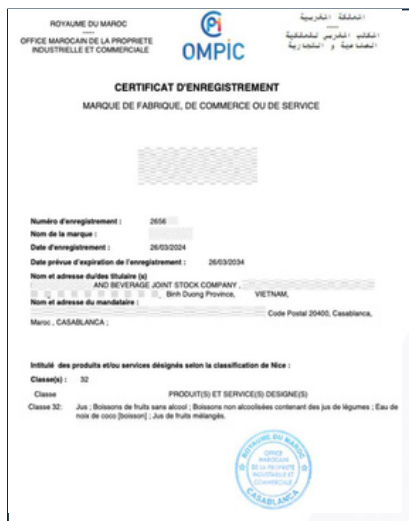 ROYAUME DU MAROC
OFFICE MAROCAIN DE LA PROPRIETE
INDUSTRIELLE ET COMMERCIALE
OMPIC
المملكة المغربية
المكتب المغربي للملكية
الصناعية و التجارية
CERTIFICAT D'ENREGISTREMENT
MARQUE DE FABRIQUE, DE COMMERCE OU DE SERVICE
Numéro d'enregistrement : 2656
Nom de la marque :
Date d'enregistrement : 26/03/2024
Date prévue d'expiration de l'enregistrement : 26/03/2034
Nom et adresse du/des titulaire (s)
AND BEVERAGE JOINT STOCK COMPANY ,
Binh Duong Province, VIETNAM,
Nom et adresse du mandataire :
Code Postal 20400, Casablanca,
Maroc , CASABLANCA ;
Intitulé des produits et/ou services désignés selon la classification de Nice :
Classe(s) : 32
Classe PRODUIT(S) ET SERVICE(S) DESIGNE(S)
Classe 32: Jus ; Boissons de fruits sans alcool ; Boissons non alcoolisées contenant des jus de légumes ; Eau de
noix de coco [boisson] ; Jus de fruits mélangés.
ROYAUME DU MAROC
OFFICE
MAROCAIN
DE LA PROPRIETE
INDUSTRIELLE ET
COMMERCIALE
CASABLANCA